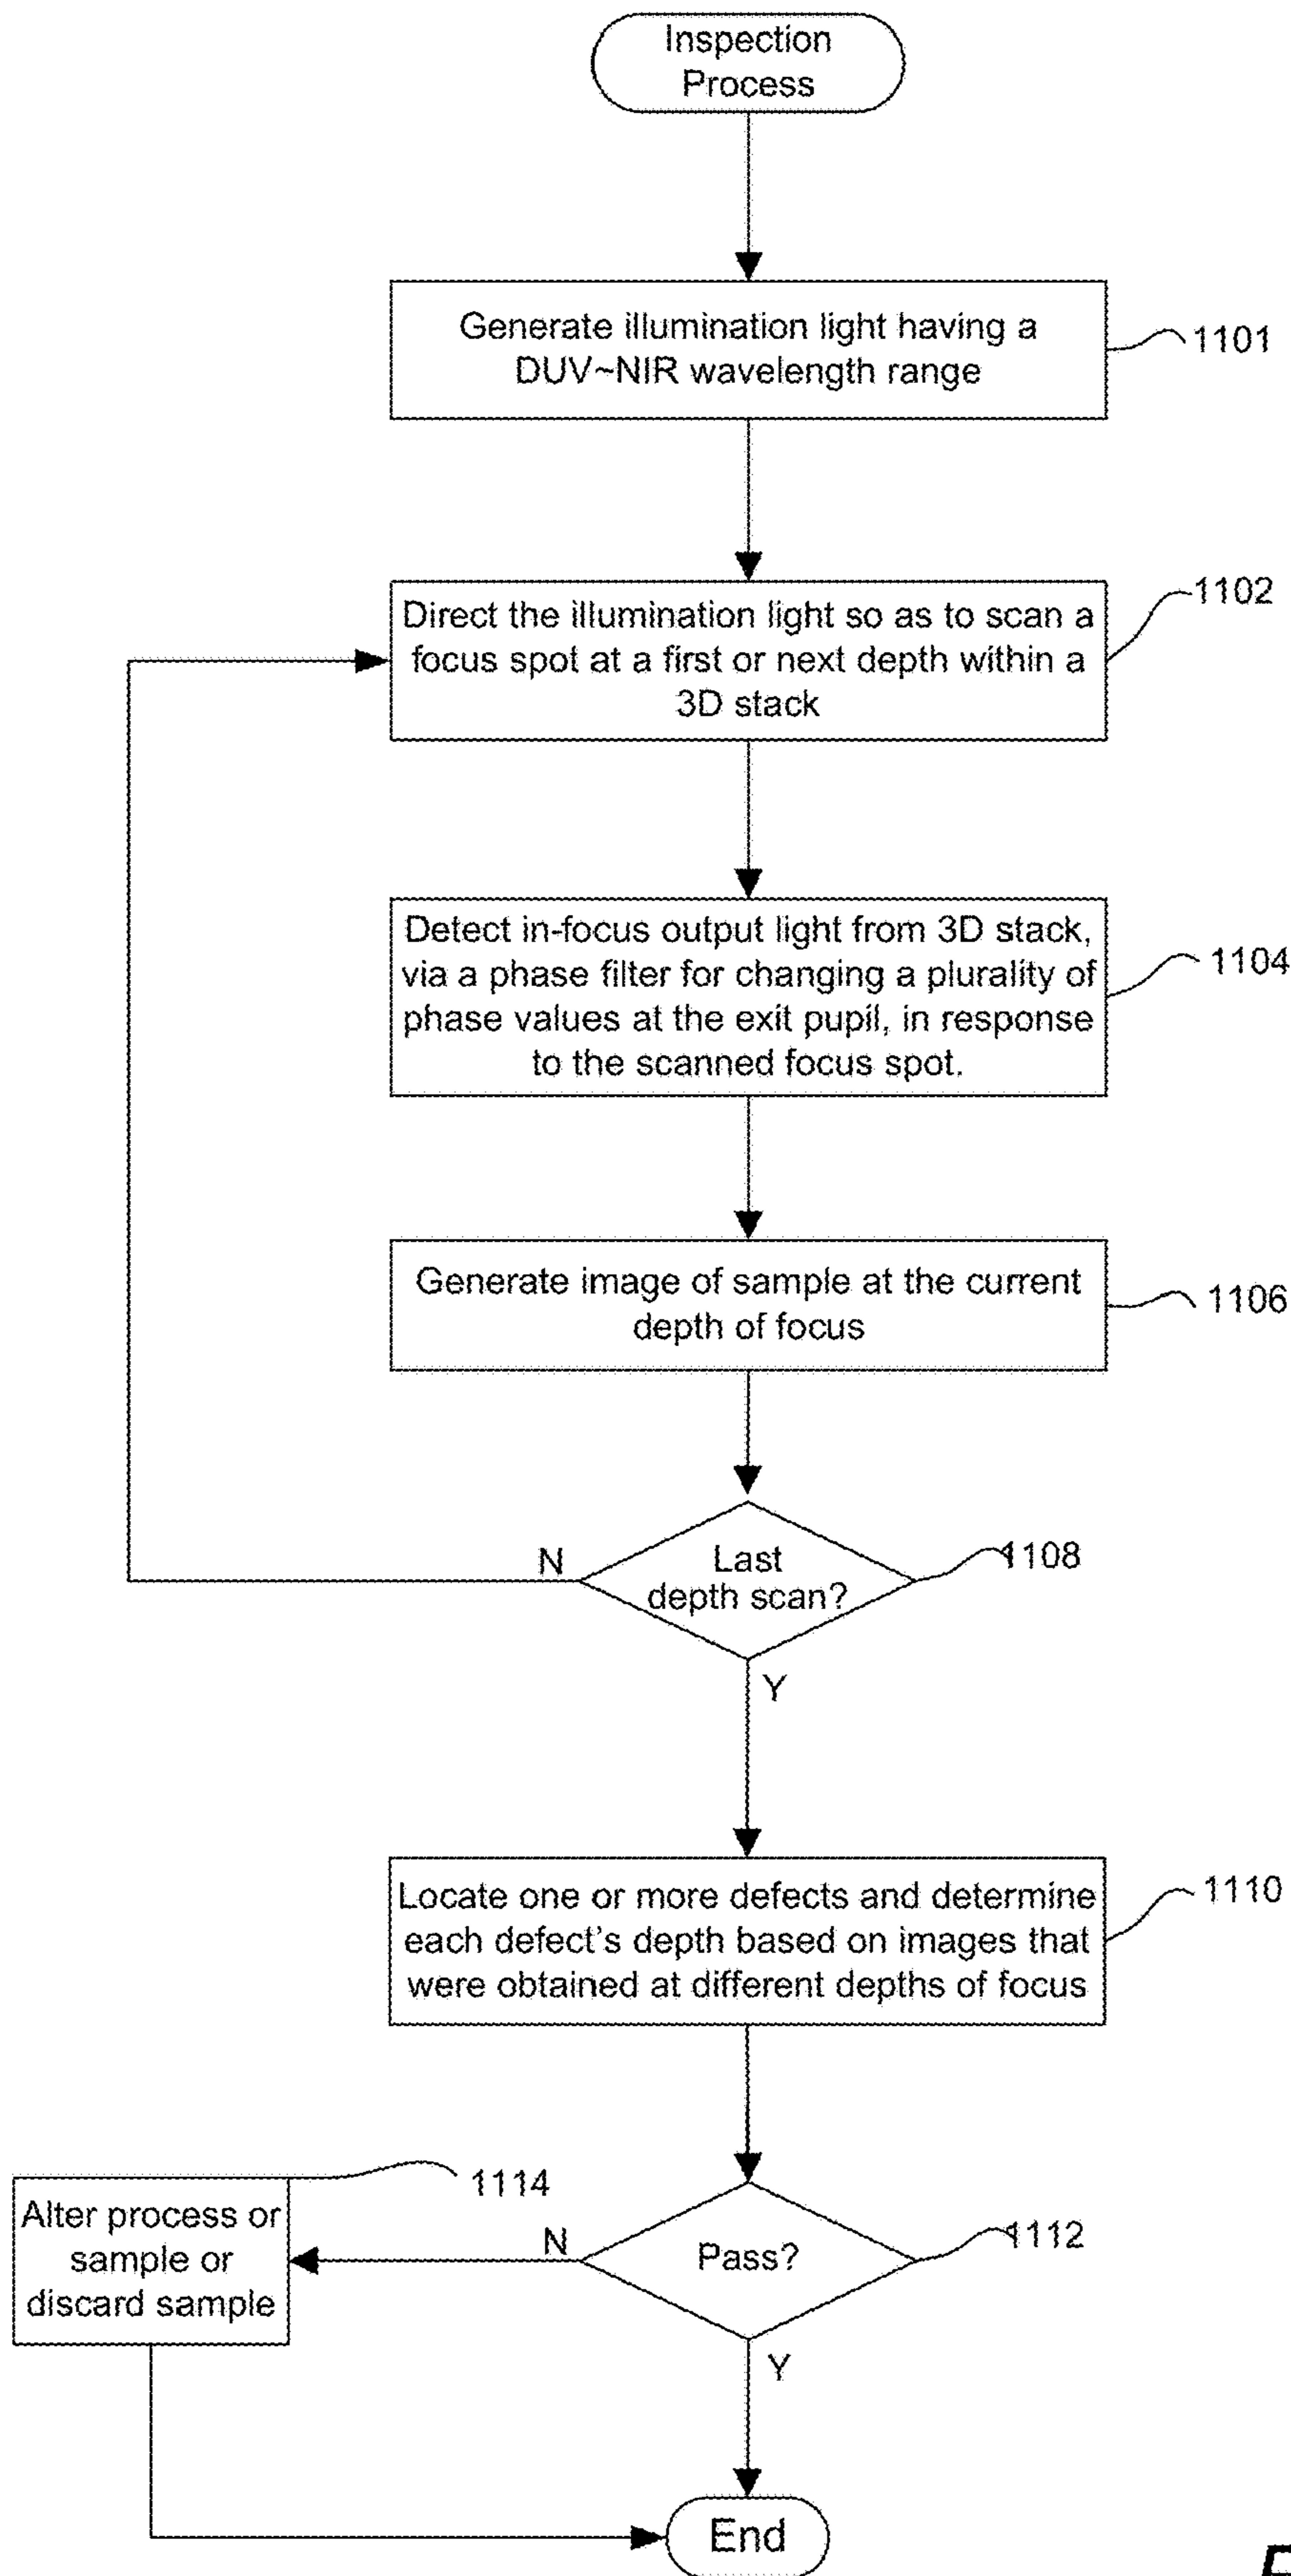 Inspection
Process
Generate illumination light having a
DUV~NIR wavelength range
1101
Direct the illumination light so as to scan a
focus spot at a first or next depth within a
3D stack
1102
Detect in-focus output light from 3D stack,
via a phase filter for changing a plurality of
phase values at the exit pupil, in response
to the scanned focus spot.
1104
Generate image of sample at the current
depth of focus
1106
Last
depth scan?
1108
N
Y
Locate one or more defects and determine
each defect's depth based on images that
were obtained at different depths of focus
1110
Pass?
1112
N
Y
Alter process or
sample or
discard sample
1114
End